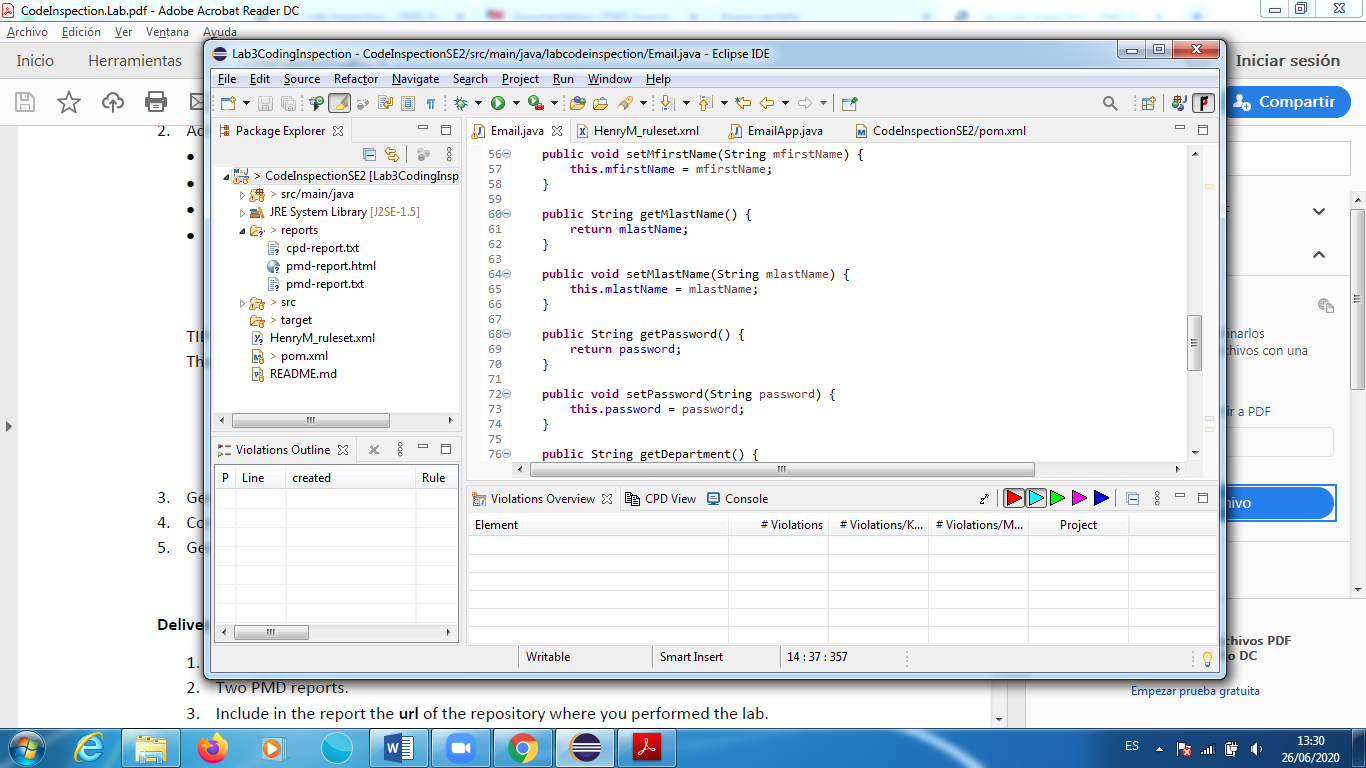 CodeInspection.Lab.pdf - Adobe Acrobat Reader DC
Archivo Edición Ver Ventana Ayuda
Inicio Herramientas
Iniciar sesión
Compartir
2. Ad
TI
Th
3. Ge
4. Co
5. Ge
Delive
1.
2. Two PMD reports.
3. Include in the report the url of the repository where you performed the lab.
Lab3CodingInspection - CodeInspectionSE2/src/main/java/labcodeinspection/Email.java - Eclipse IDE
File Edit Source Refactor Navigate Search Project Run Window Help
Package Explorer
> CodeInspectionSE2 [Lab3CodingInsp
> src/main/java
JRE System Library [J2SE-1.5]
> reports
cpd-report.txt
pmd-report.html
pmd-report.txt
> src
> target
HenryM_ruleset.xml
> pom.xml
README.md
Email.java HenryM_ruleset.xml EmailApp.java CodeInspectionSE2/pom.xml
56 public void setMfirstName(String mfirstName) {
57 this.mfirstName = mfirstName;
58 }
59
60 public String getMlastName() {
61 return mlastName;
62 }
63
64 public void setMlastName(String mlastName) {
65 this.mlastName = mlastName;
66 }
67
68 public String getPassword() {
69 return password;
70 }
71
72 public void setPassword(String password) {
73 this.password = password;
74 }
75
76 public String getDepartment() {
Violations Outline
P Line created Rule
Violations Overview CPD View Console
Element # Violations # Violations/K... # Violations/M... Project
Writable Smart Insert 14 : 37 : 357
inarlos
chivos con una
ir a PDF
ivo
chivos PDF
o DC
Empezar prueba gratuita
ES
13:30
26/06/2020